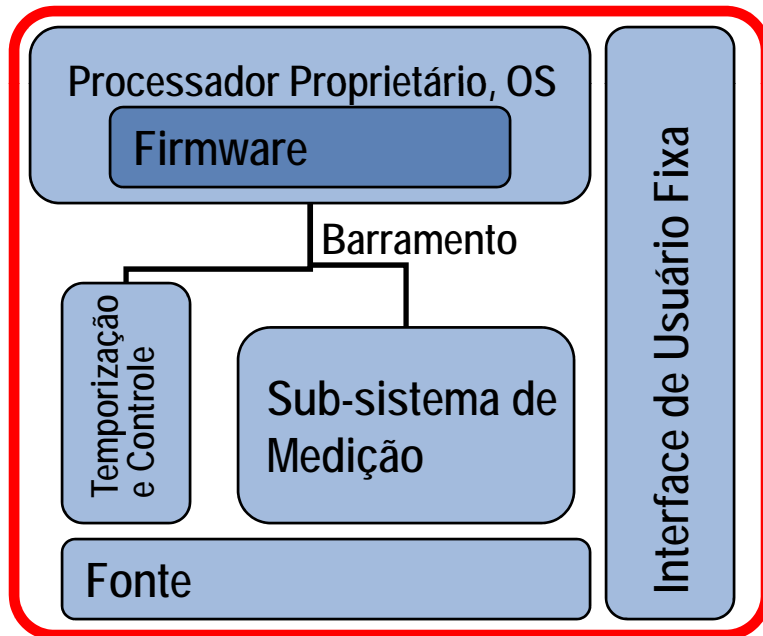 Processador Proprietário, OS
Firmware
Barramento
Temporização
e Controle
Sub-sistema de
Medição
Fonte
Interface de Usuário Fixa